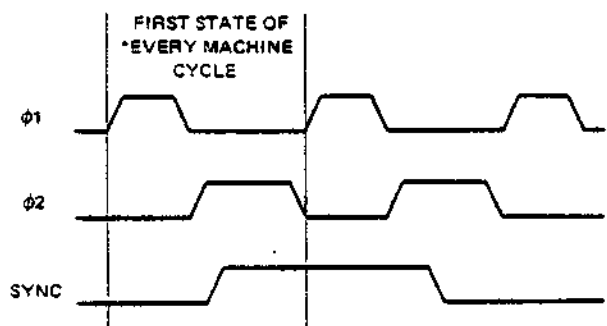 FIRST STATE OF
*EVERY MACHINE
CYCLE
ϕ1
ϕ2
SYNC